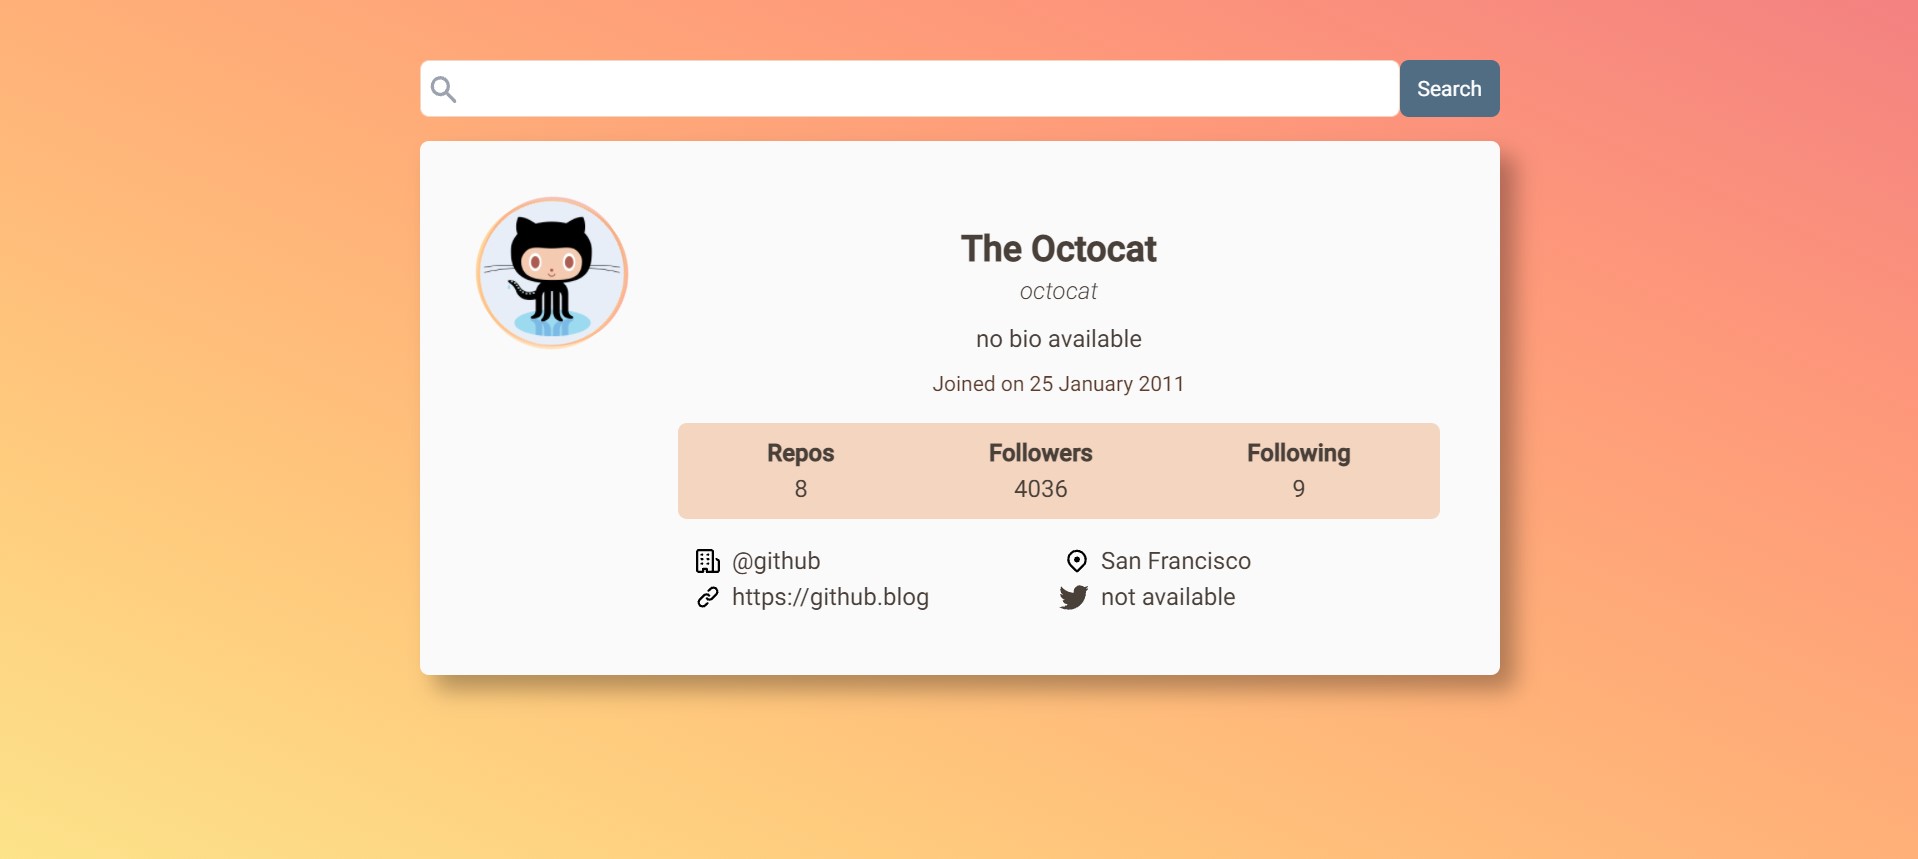 Search
The Octocat
octocat
no bio available
Joined on 25 January 2011
Repos Followers Following
8 4036 9
@github San Francisco
https://github.blog not available